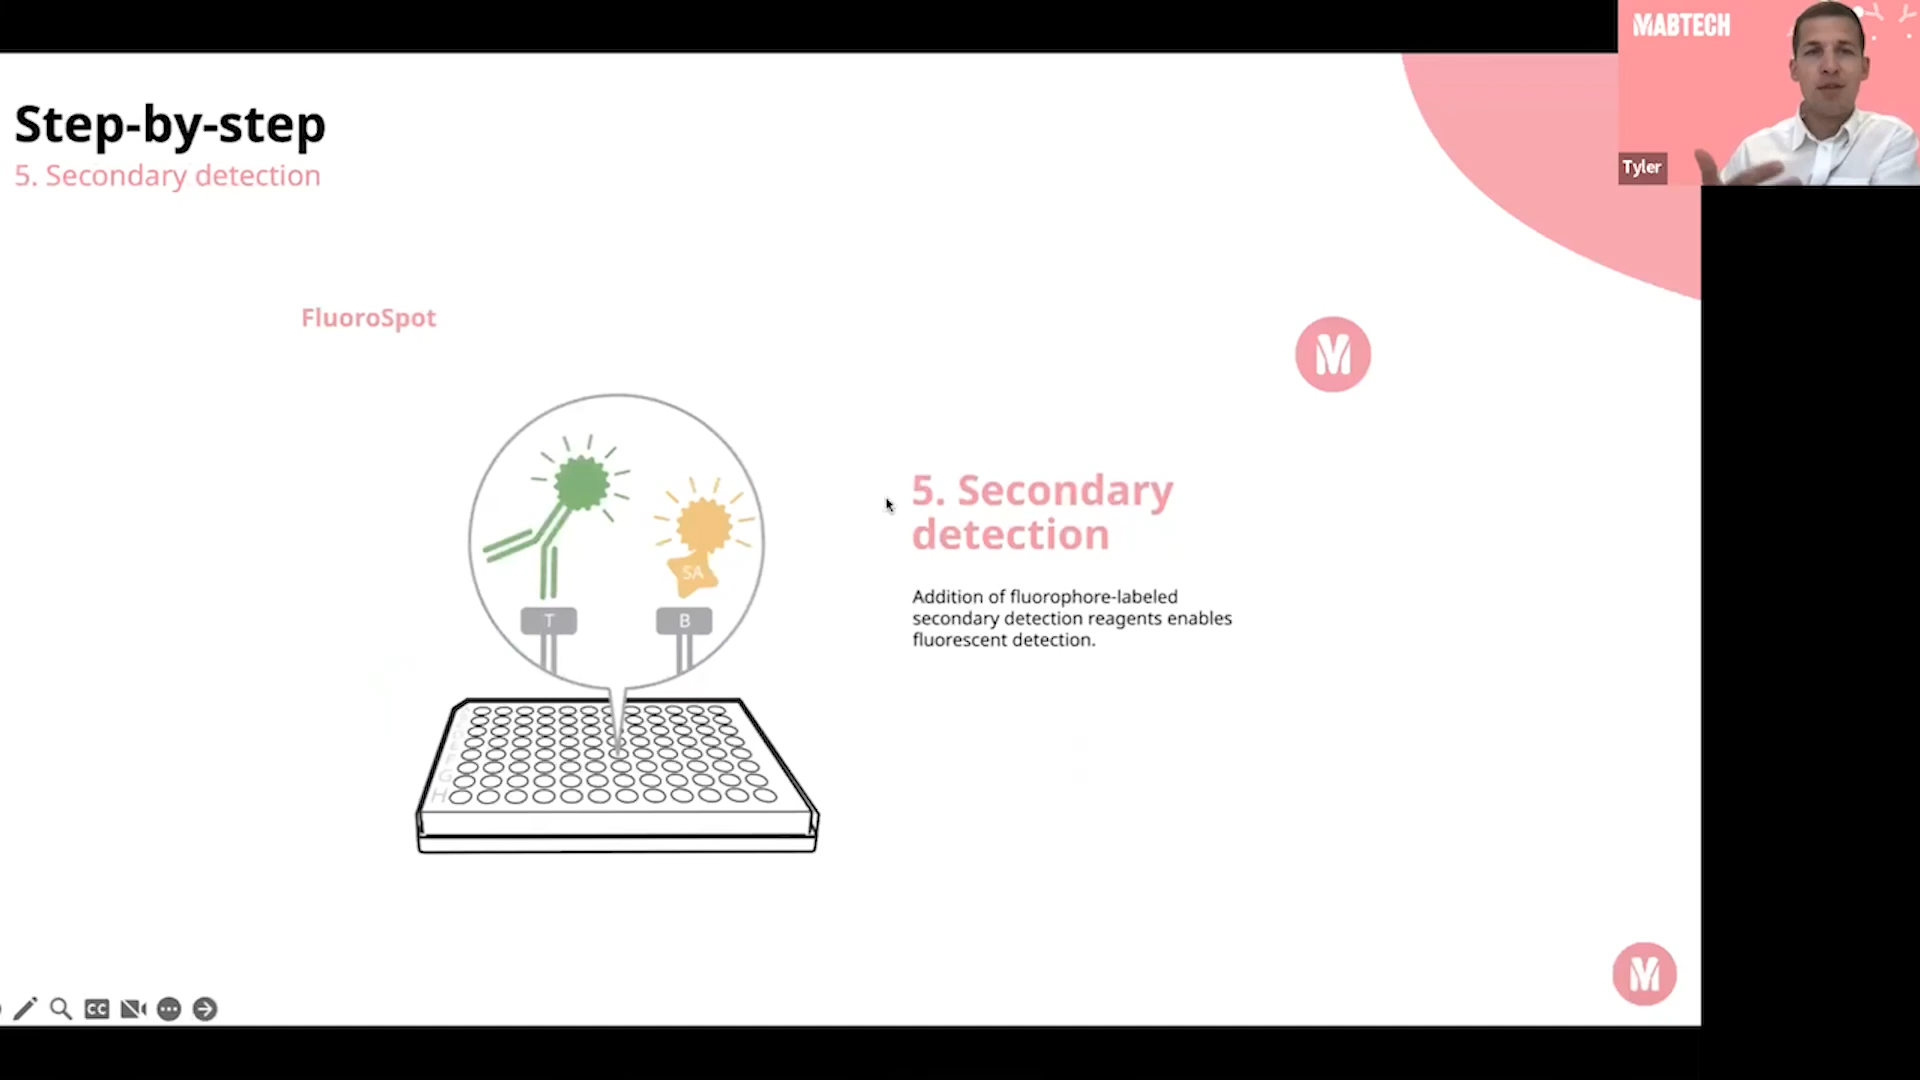 MABTECH
Tyler
Step-by-step
5. Secondary detection
FluoroSpot
M
SA
T
B
5. Secondary
detection
Addition of fluorophore-labeled
secondary detection reagents enables
fluorescent detection.
G
H
M
CC